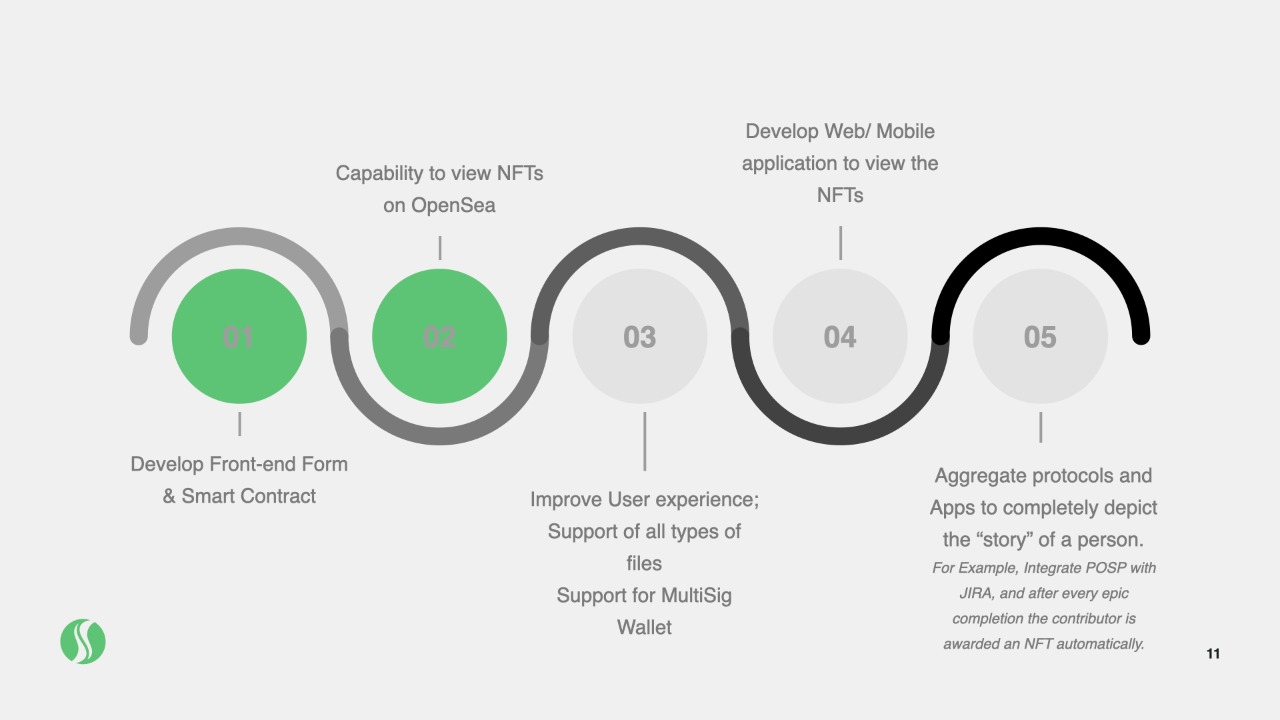 Develop Web/ Mobile
application to view the
NFTs
Capability to view NFTs
on OpenSea
01
02
03
04
05
Develop Front-end Form
& Smart Contract
Improve User experience;
Support of all types of
files
Support for MultiSig
Wallet
Aggregate protocols and
Apps to completely depict
the “story” of a person.
For Example, Integrate POSP with
JIRA, and after every epic
completion the contributor is
awarded an NFT automatically.
11